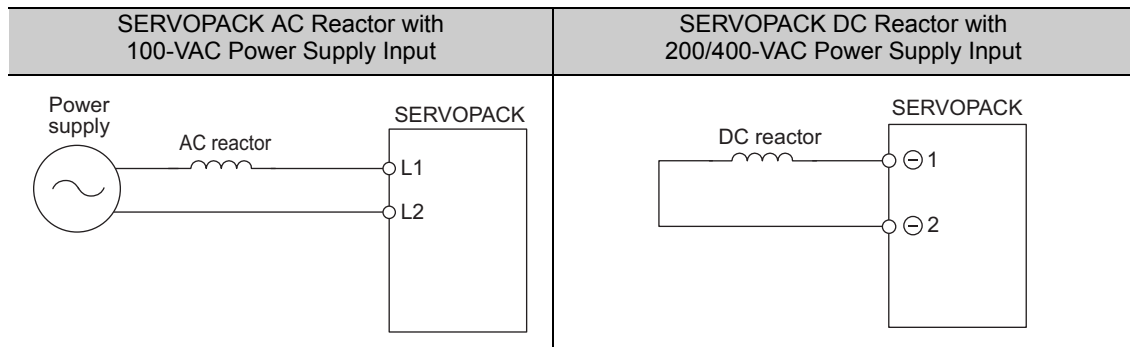 SERVOPACK AC Reactor with
100-VAC Power Supply Input
SERVOPACK DC Reactor with
200/400-VAC Power Supply Input
Power
supply
AC reactor
SERVOPACK
L1
L2
DC reactor
SERVOPACK
⊖ 1
⊖ 2